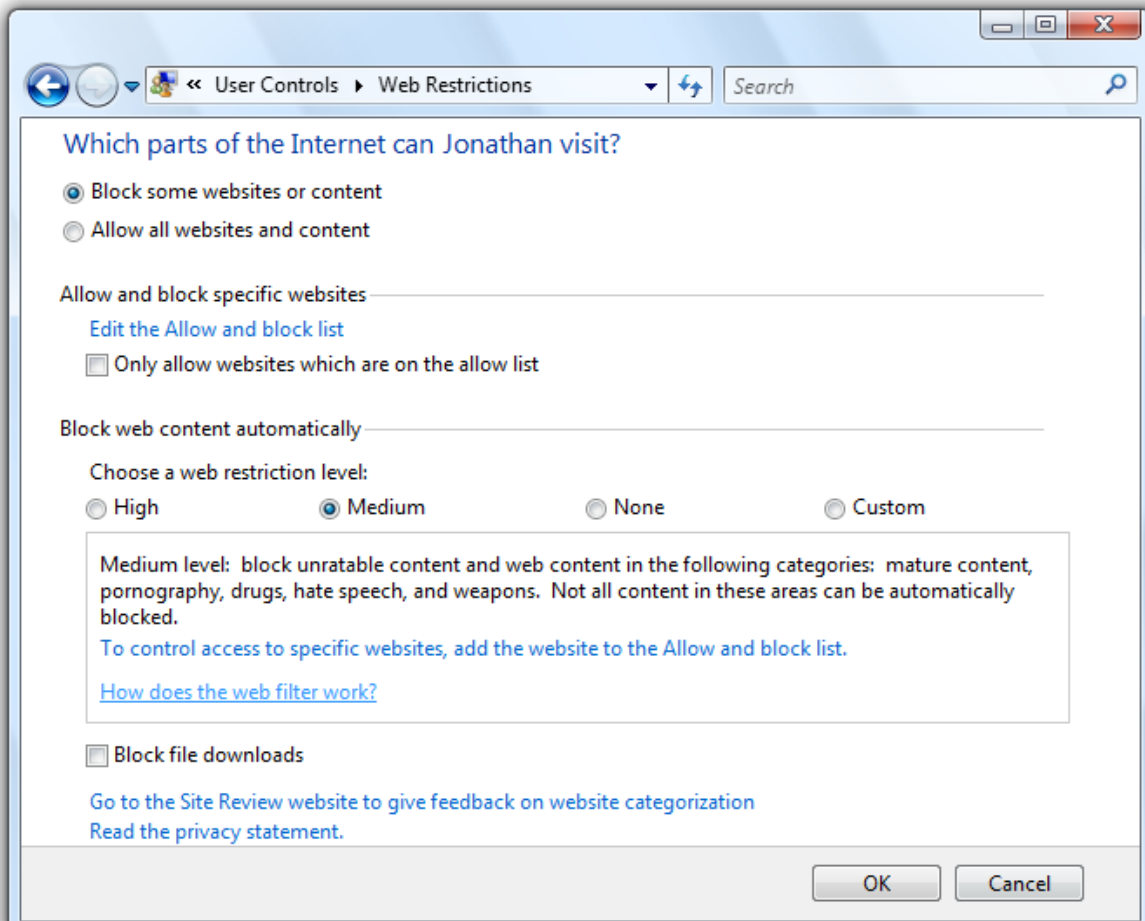 « User Controls ▸ Web Restrictions Search
Which parts of the Internet can Jonathan visit?
Block some websites or content
Allow all websites and content
Allow and block specific websites
Edit the Allow and block list
Only allow websites which are on the allow list
Block web content automatically
Choose a web restriction level:
High Medium None Custom
Medium level: block unratable content and web content in the following categories: mature content,
pornography, drugs, hate speech, and weapons. Not all content in these areas can be automatically
blocked.
To control access to specific websites, add the website to the Allow and block list.
How does the web filter work?
Block file downloads
Go to the Site Review website to give feedback on website categorization
Read the privacy statement.
OK Cancel